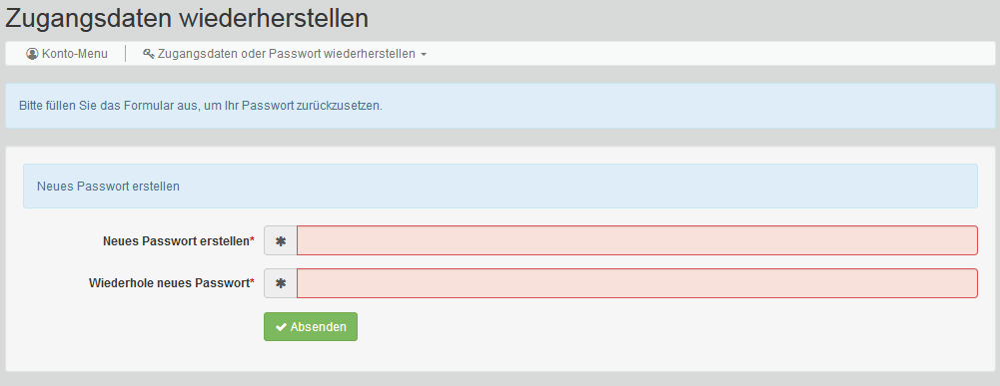 Zugangsdaten wiederherstellen
Konto-Menu Zugangsdaten oder Passwort wiederherstellen
Bitte füllen Sie das Formular aus, um Ihr Passwort zurückzusetzen.
Neues Passwort erstellen
Neues Passwort erstellen*
Wiederhole neues Passwort*
Absenden